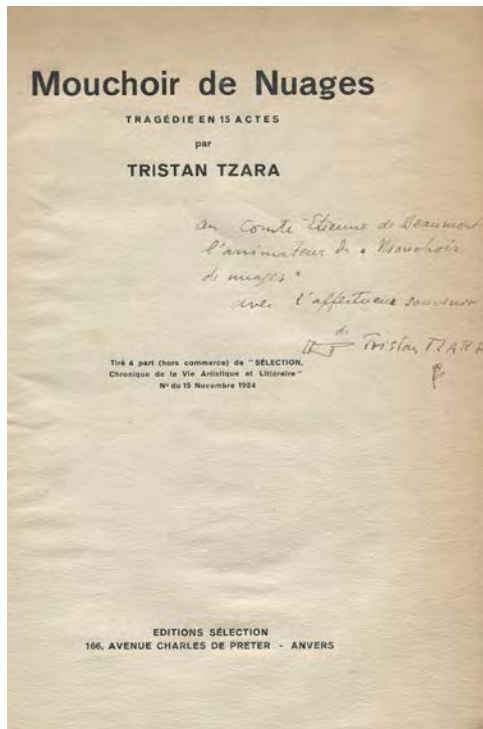 Mouchoir de Nuages
TRAGÉDIE EN 15 ACTES
par
TRISTAN TZARA
au Comte Etienne de Beaumont
l'animateur de « Mouchoir
de nuages »
avec l'affectueux souvenir
de
Tristan TZARA
Tiré à part (hors commerce) de "SÉLECTION,
Chronique de la Vie Artistique et Littéraire"
Nº du 15 Novembre 1924
EDITIONS SÉLECTION
166, AVENUE CHARLES DE PRETER - ANVERS